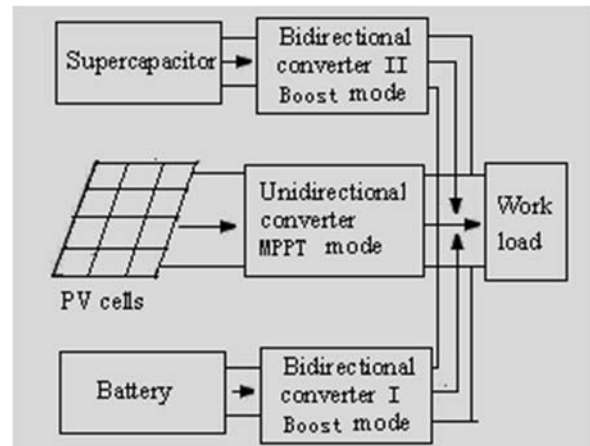 Supercapacitor
Bidirectional
converter II
Boost mode
PV cells
Unidirectional
converter
MPPT mode
Work
load
Battery
Bidirectional
converter I
Boost mode